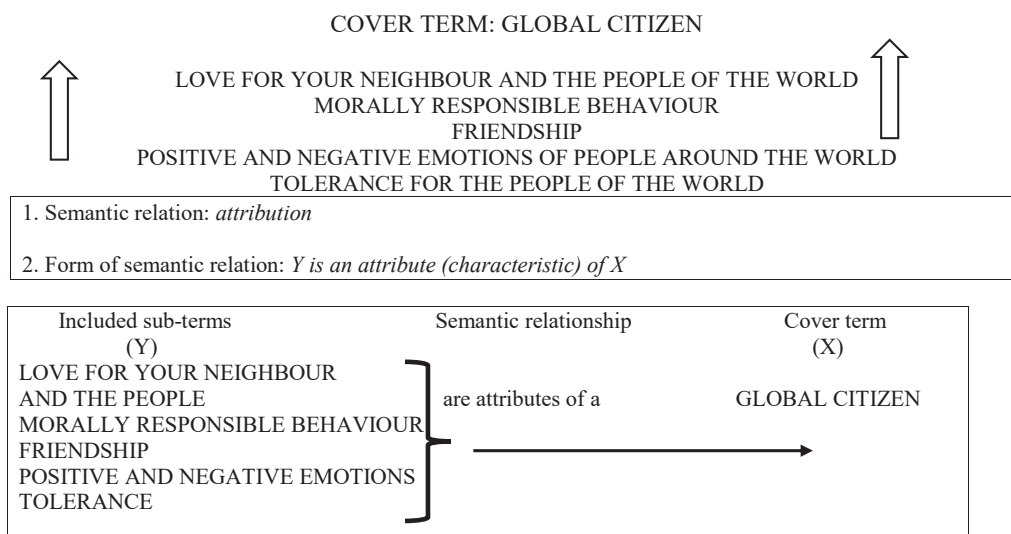 COVER TERM: GLOBAL CITIZEN
LOVE FOR YOUR NEIGHBOUR AND THE PEOPLE OF THE WORLD
MORALLY RESPONSIBLE BEHAVIOUR
FRIENDSHIP
POSITIVE AND NEGATIVE EMOTIONS OF PEOPLE AROUND THE WORLD
TOLERANCE FOR THE PEOPLE OF THE WORLD
1. Semantic relation: attribution
2. Form of semantic relation: Y is an attribute (characteristic) of X
Included sub-terms Semantic relationship Cover term
(Y) (X)
LOVE FOR YOUR NEIGHBOUR
AND THE PEOPLE are attributes of a GLOBAL CITIZEN
MORALLY RESPONSIBLE BEHAVIOUR
FRIENDSHIP
POSITIVE AND NEGATIVE EMOTIONS
TOLERANCE